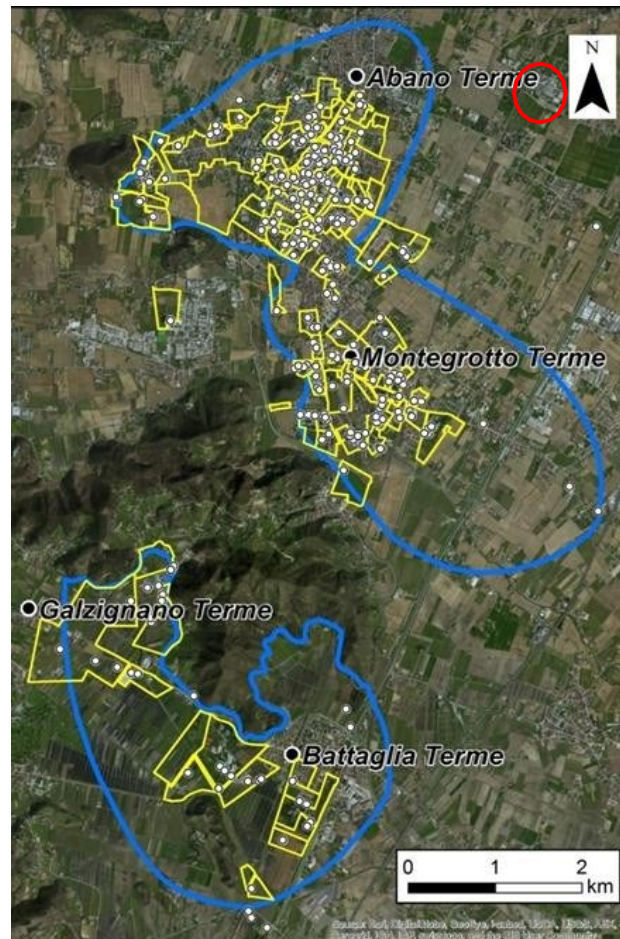 N
Abano Terme
Montegrotto Terme
Galzignano Terme
Battaglia Terme
0 1 2
km